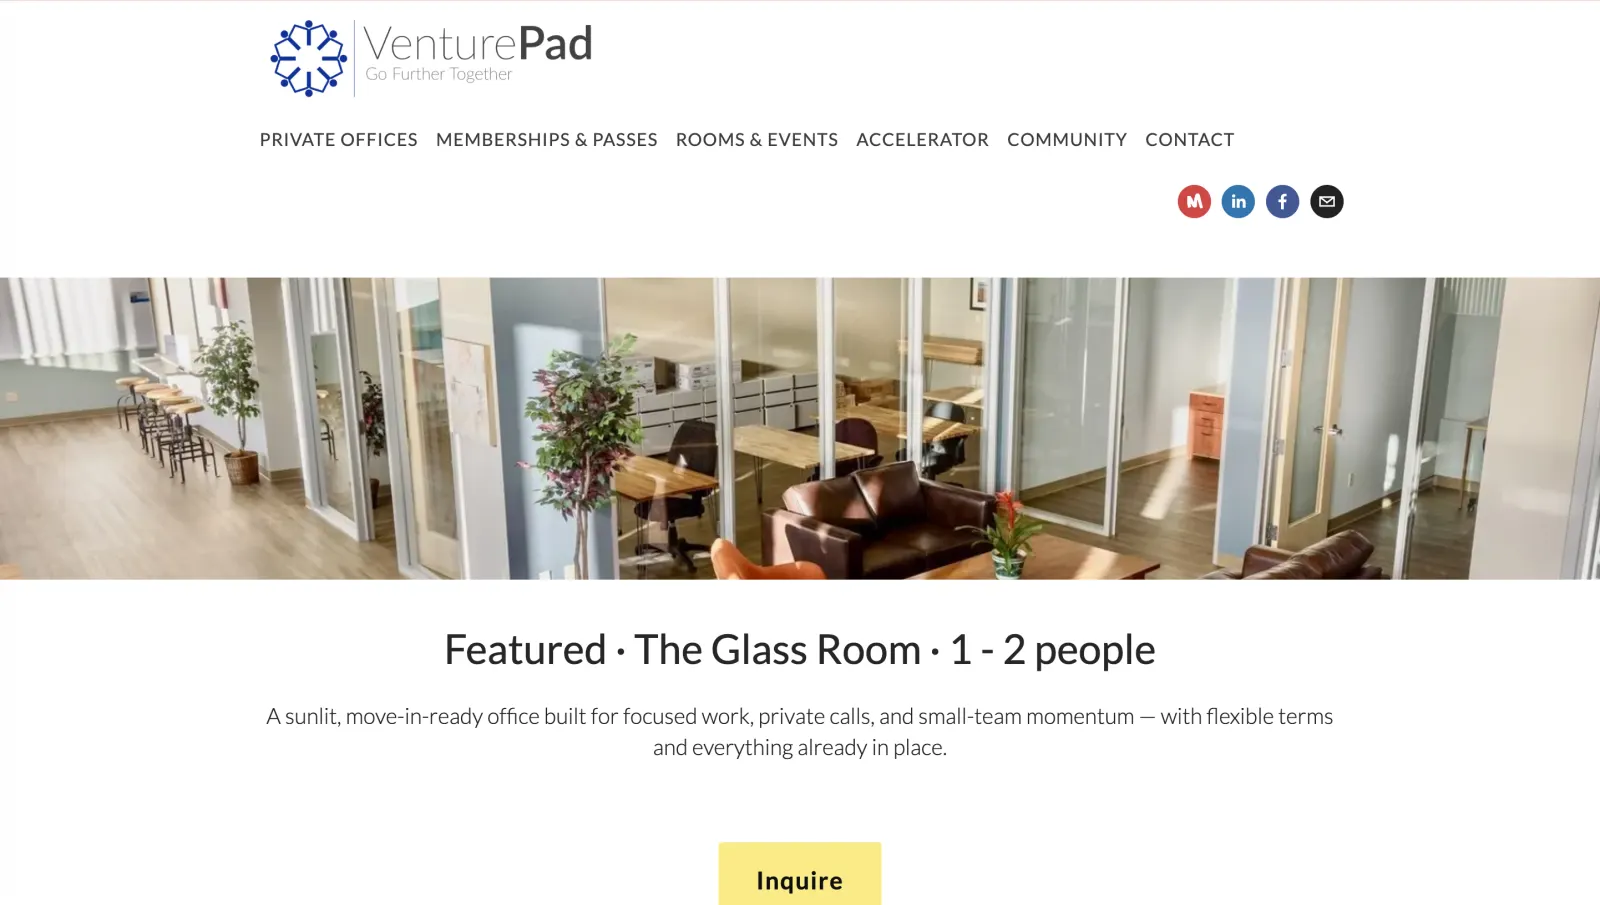 VenturePad
Go Further Together
PRIVATE OFFICES MEMBERSHIPS & PASSES ROOMS & EVENTS ACCELERATOR COMMUNITY CONTACT
Featured · The Glass Room · 1 - 2 people
A sunlit, move-in-ready office built for focused work, private calls, and small-team momentum — with flexible terms
and everything already in place.
Inquire